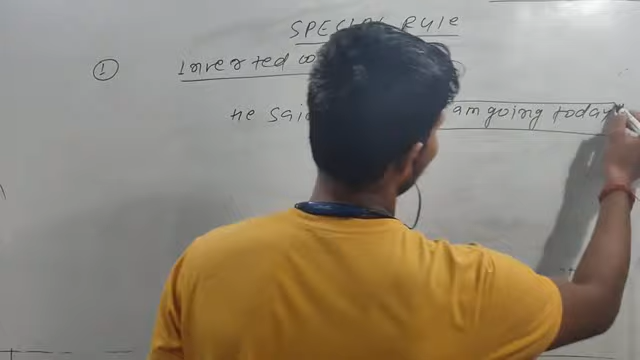 SPECIAL RULE
① Inverted
He said am going today"